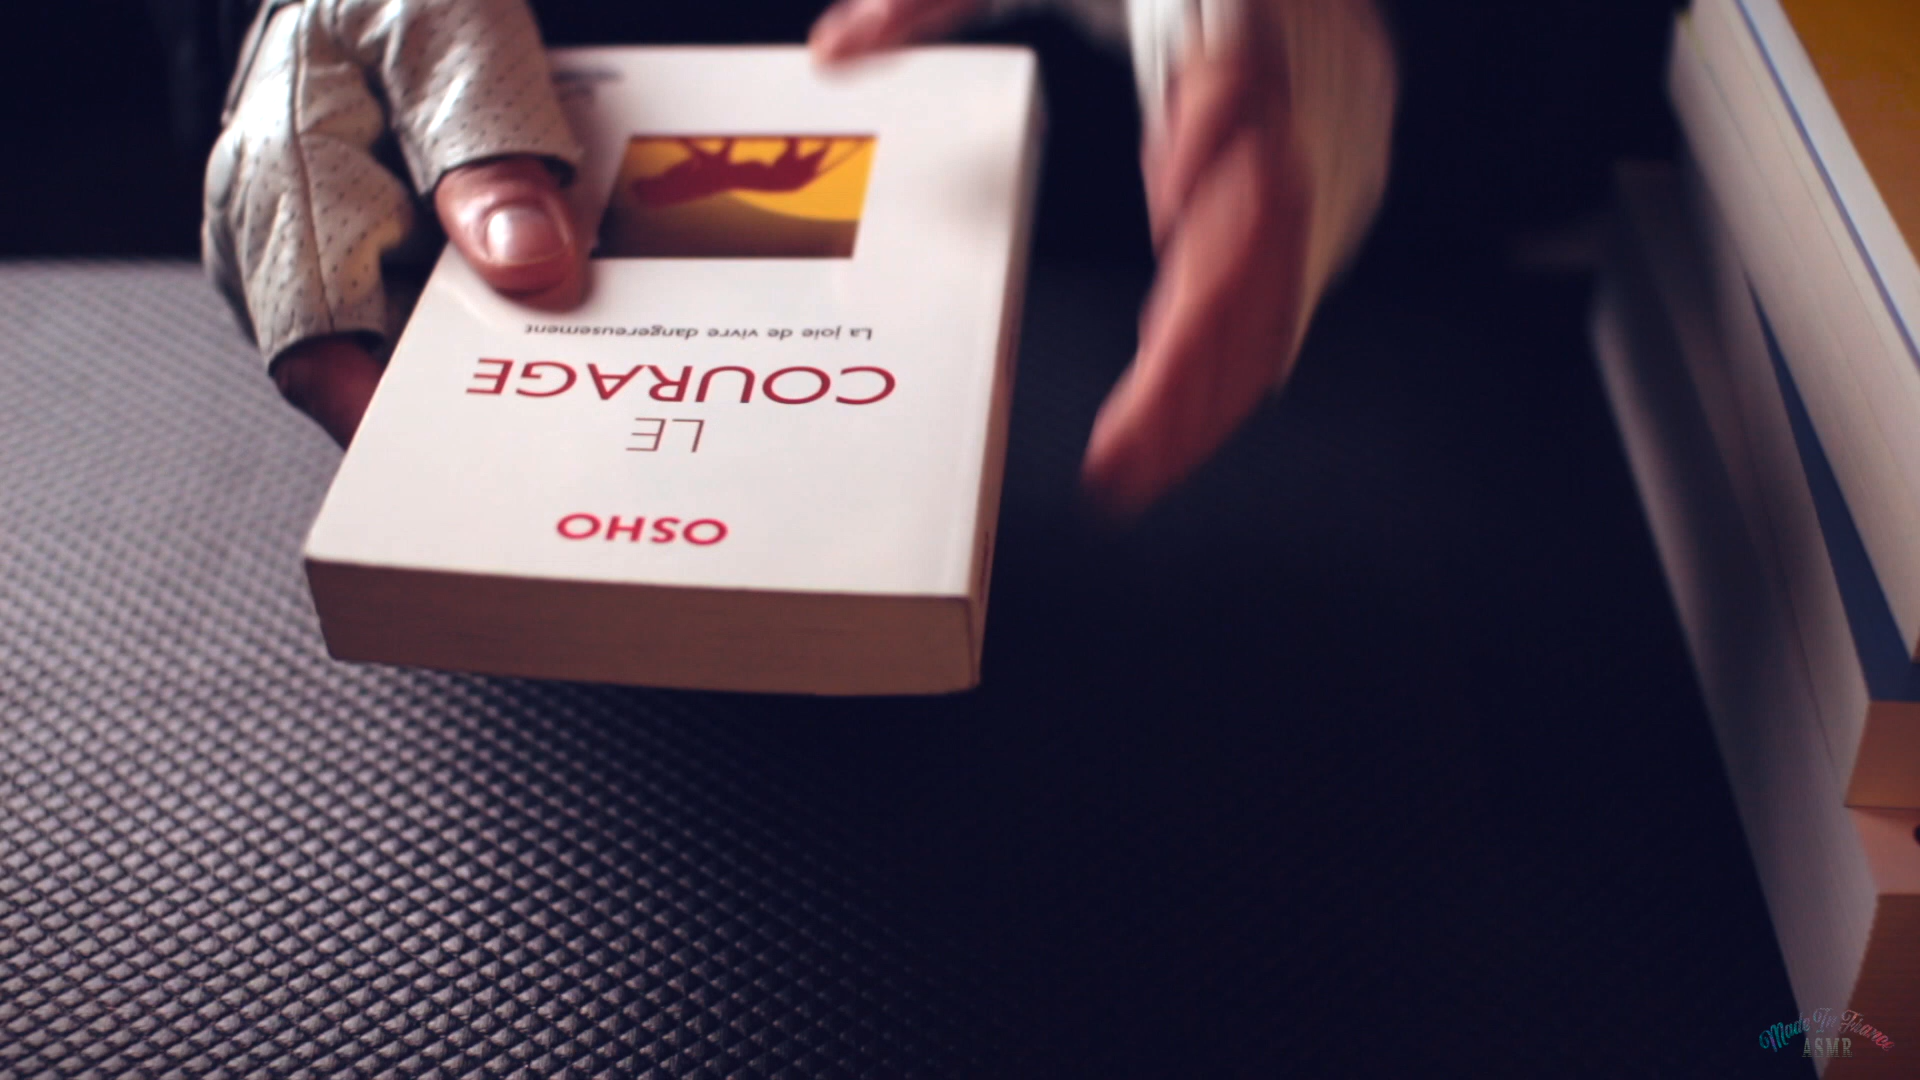 OSHO
LE
COURAGE
La joie de vivre dangereusement
Made In France
ASMR